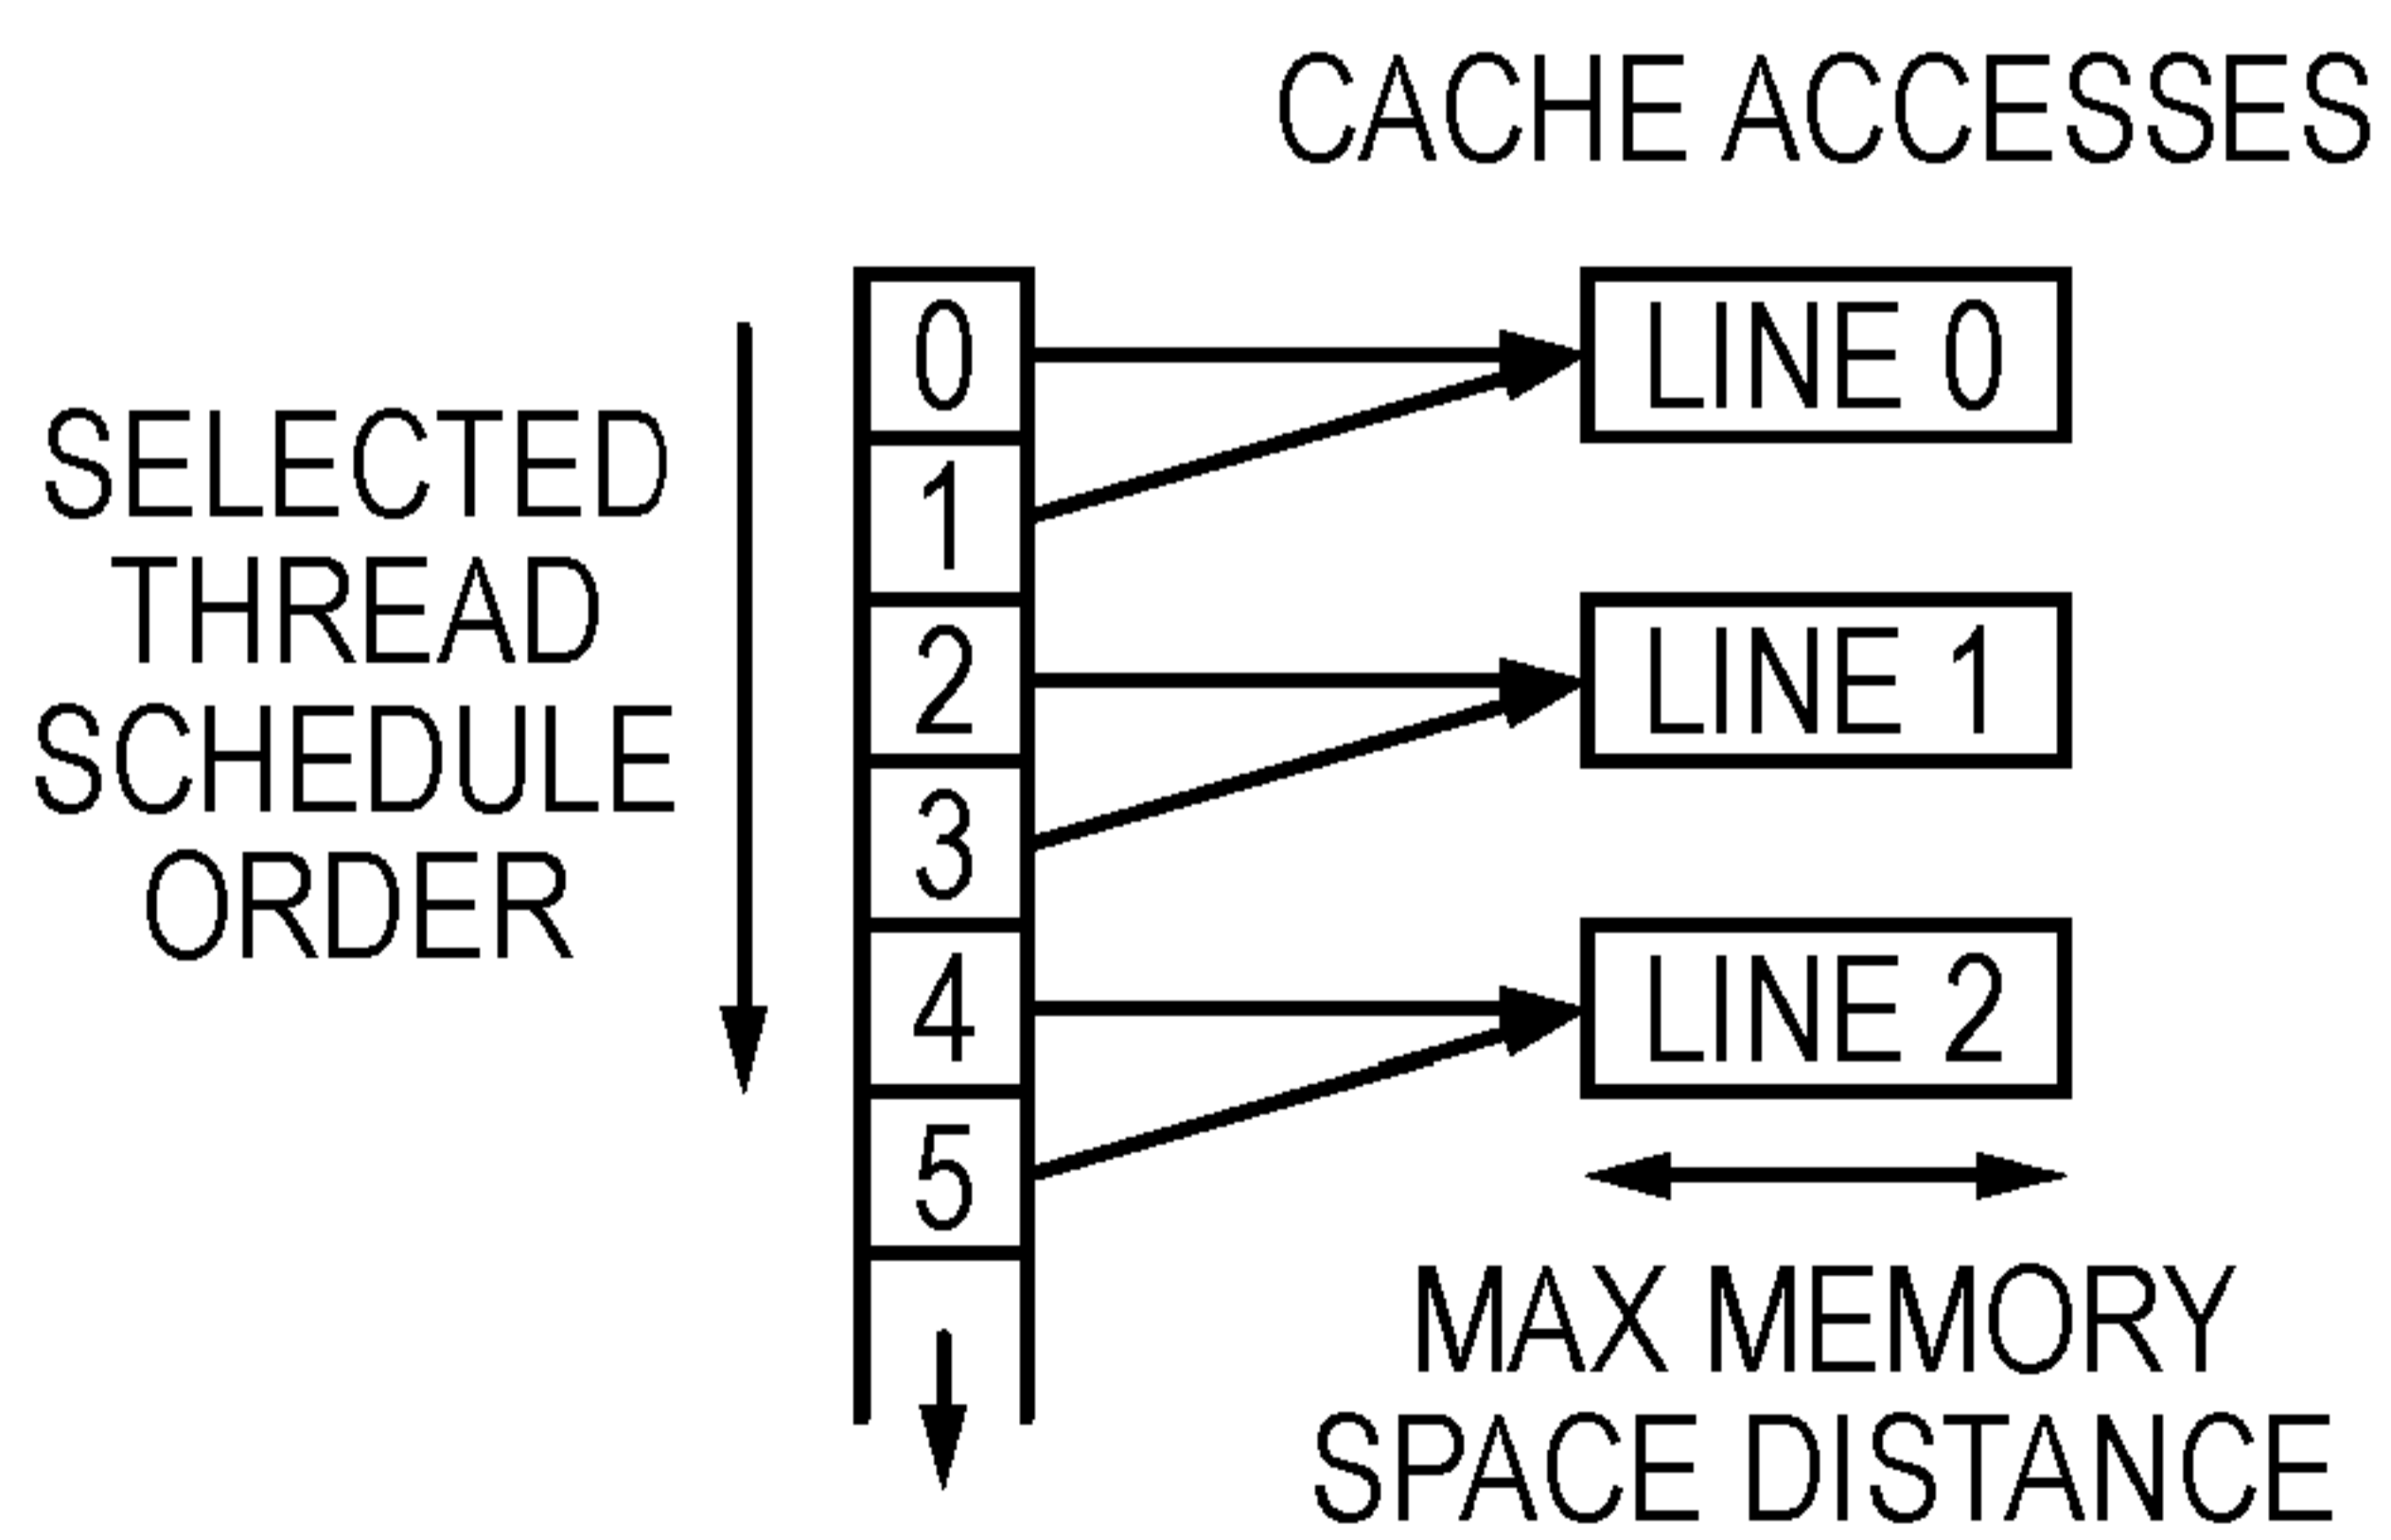 CACHE ACCESSES
SELECTED
THREAD
SCHEDULE
ORDER
0
1
2
3
4
5
LINE 0
LINE 1
LINE 2
MAX MEMORY
SPACE DISTANCE